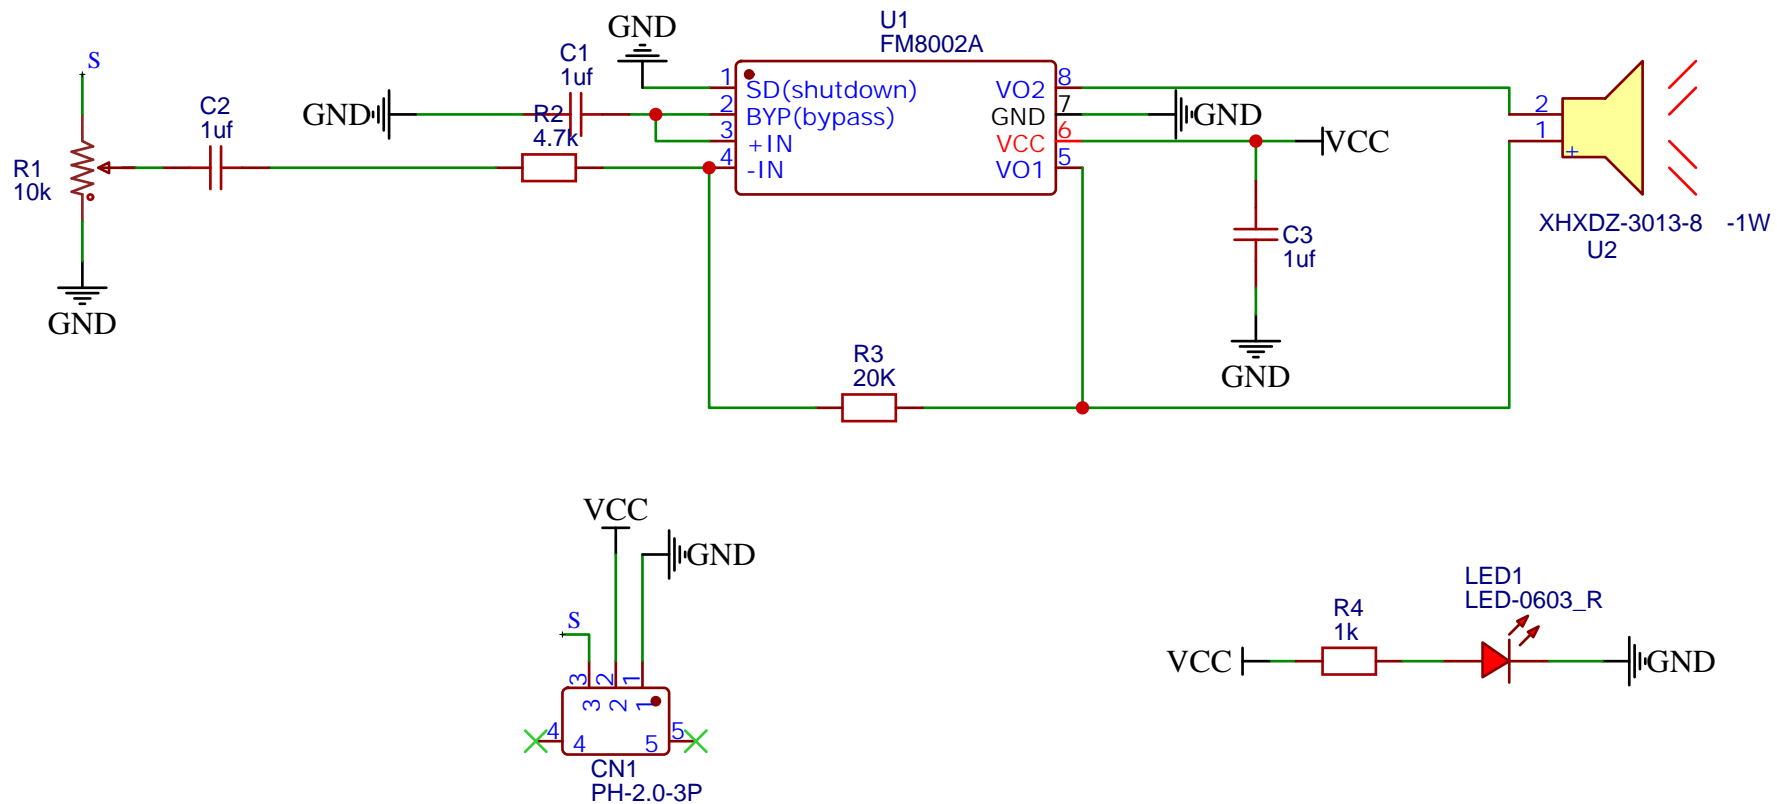 GND
U1
FM8002A
S
C1
1uf
1
SD(shutdown)
VO2
8
C2
1uf
GND
R2
4.7k
2
BYP(bypass)
GND
7
GND
2
3
+IN
VCC
6
VCC
1
+
R1
10k
4
-IN
VO1
5
XHXDZ-3013-8 -1W
U2
C3
1uf
GND
R3
20K
GND
VCC
GND
S
3
2
1
3
2
1
4
4
5
5
CN1
PH-2.0-3P
LED1
LED-0603_R
R4
1k
VCC
GND